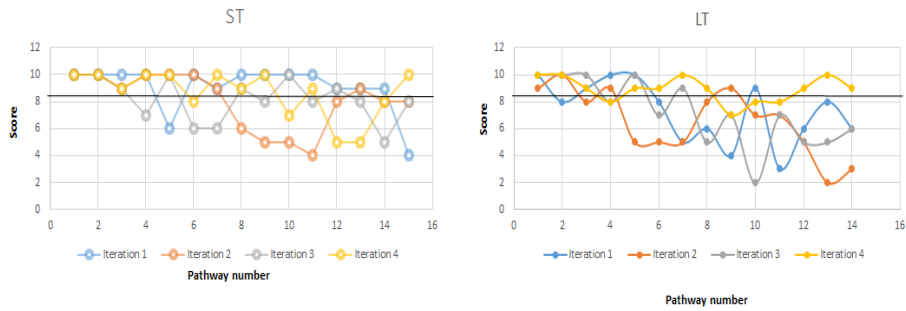 ST
12
10
8
6
4
2
0
Score
0 2 4 6 8 10 12 14 16
Iteration 1 Iteration 2 Iteration 3 Iteration 4
Pathway number
LT
12
10
8
6
4
2
0
Score
0 2 4 6 8 10 12 14 16
Iteration 1 Iteration 2 Iteration 3 Iteration 4
Pathway number